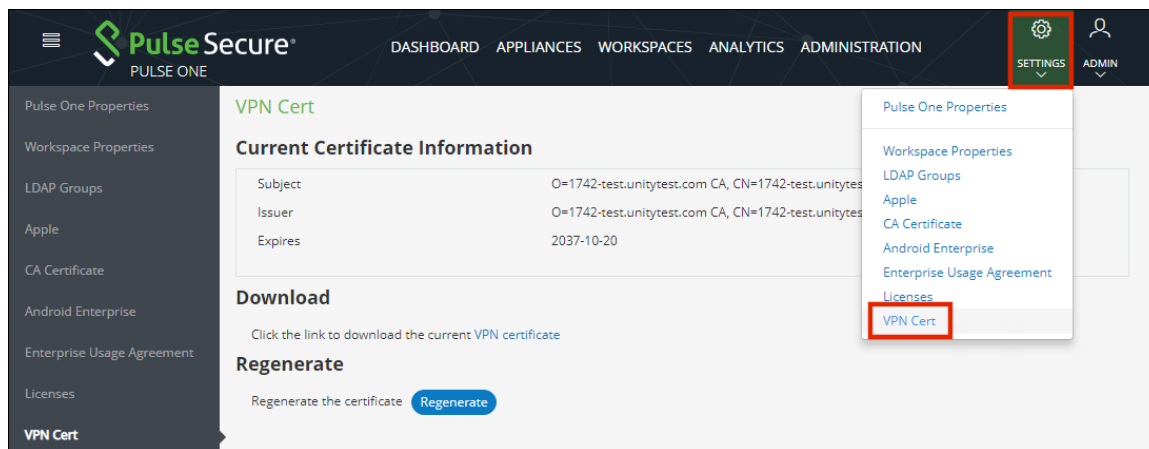 Pulse Secure®
PULSE ONE
DASHBOARD APPLIANCES WORKSPACES ANALYTICS ADMINISTRATION
SETTINGS
ADMIN
Pulse One Properties
Workspace Properties
LDAP Groups
Apple
CA Certificate
Android Enterprise
Enterprise Usage Agreement
Licenses
VPN Cert
VPN Cert
Current Certificate Information
Subject O=1742-test.unitytest.com CA, CN=1742-test.unitytes
Issuer O=1742-test.unitytest.com CA, CN=1742-test.unitytes
Expires 2037-10-20
Download
Click the link to download the current VPN certificate
Regenerate
Regenerate the certificate Regenerate
Pulse One Properties
Workspace Properties
LDAP Groups
Apple
CA Certificate
Android Enterprise
Enterprise Usage Agreement
Licenses
VPN Cert